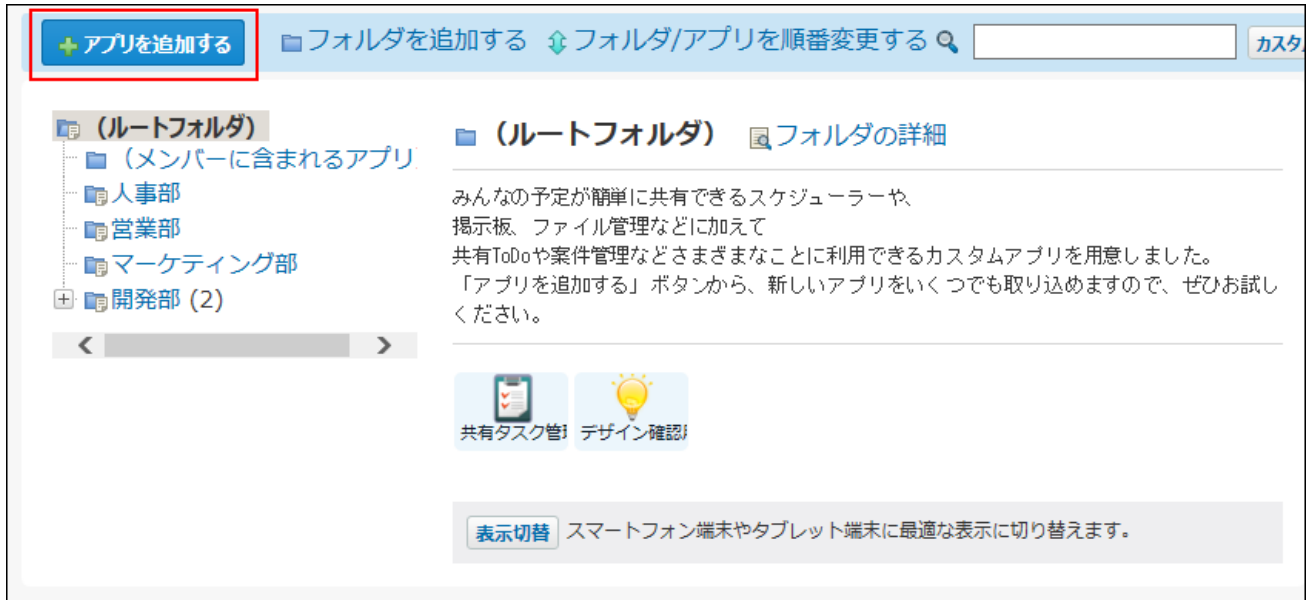 アプリを追加する フォルダを追加する フォルダ/アプリを順番変更する カスタ
（ルートフォルダ）
（メンバーに含まれるアプリ
人事部
営業部
マーケティング部
開発部 (2)
（ルートフォルダ） フォルダの詳細
みんなの予定が簡単に共有できるスケジューラーや、
掲示板、ファイル管理などに加えて
共有ToDoや案件管理などさまざまなことに利用できるカスタムアプリを用意しました。
「アプリを追加する」ボタンから、新しいアプリをいくつでも取り込めますので、ぜひお試し
ください。
共有タスク管 デザイン確認
表示切替 スマートフォン端末やタブレット端末に最適な表示に切り替えます。